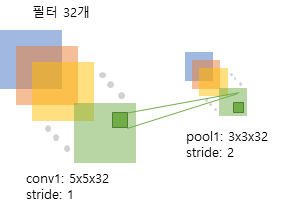 필터 32개
conv1: 5x5x32
stride: 1
pool1: 3x3x32
stride: 2